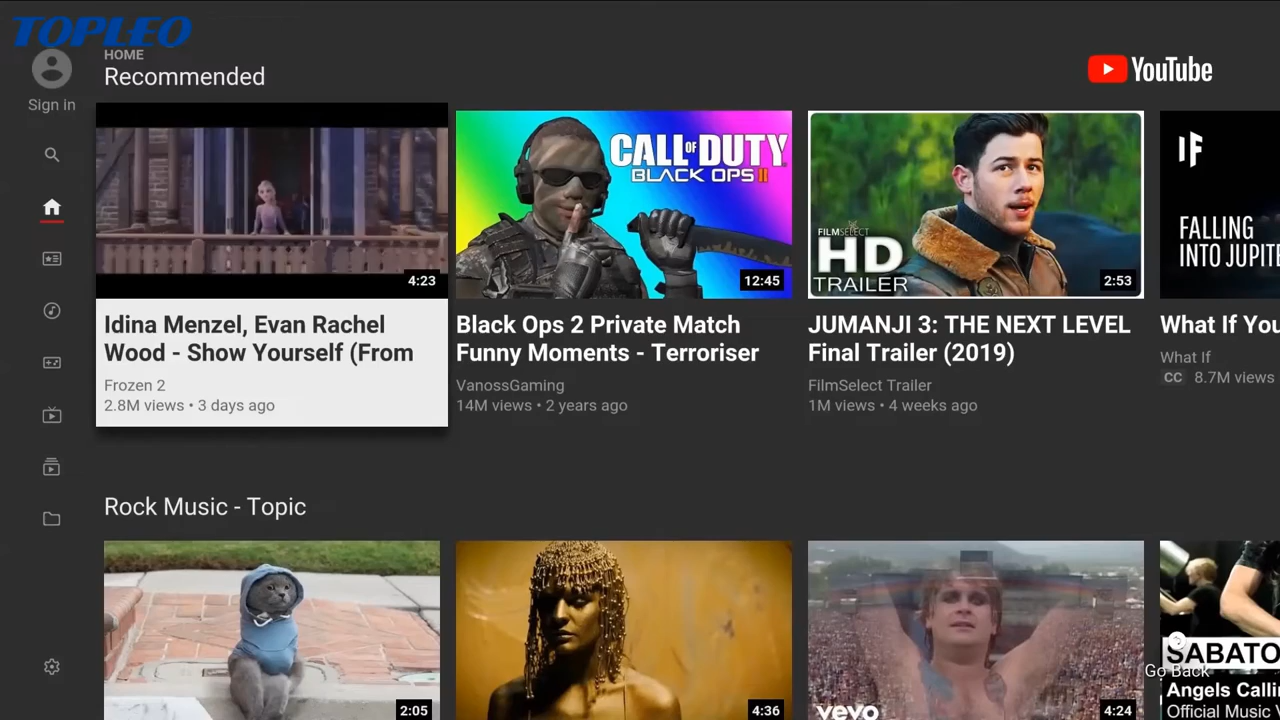 TOPLEO
HOME
Recommended
YouTube
Sign in
4:23
CALL OF DUTY
BLACK OPS II
12:45
FILMSELECT
HD
TRAILER
2:53
IF
FALLING
INTO JUPITE
Idina Menzel, Evan Rachel
Wood - Show Yourself (From
Frozen 2
2.8M views • 3 days ago
Black Ops 2 Private Match
Funny Moments - Terroriser
VanossGaming
14M views • 2 years ago
JUMANJI 3: THE NEXT LEVEL
Final Trailer (2019)
FilmSelect Trailer
1M views • 4 weeks ago
What If You
What If
CC 8.7M views
Rock Music - Topic
2:05
4:36
vevo
4:24
SABATO
Go Back
Angels Calli
Official Music V